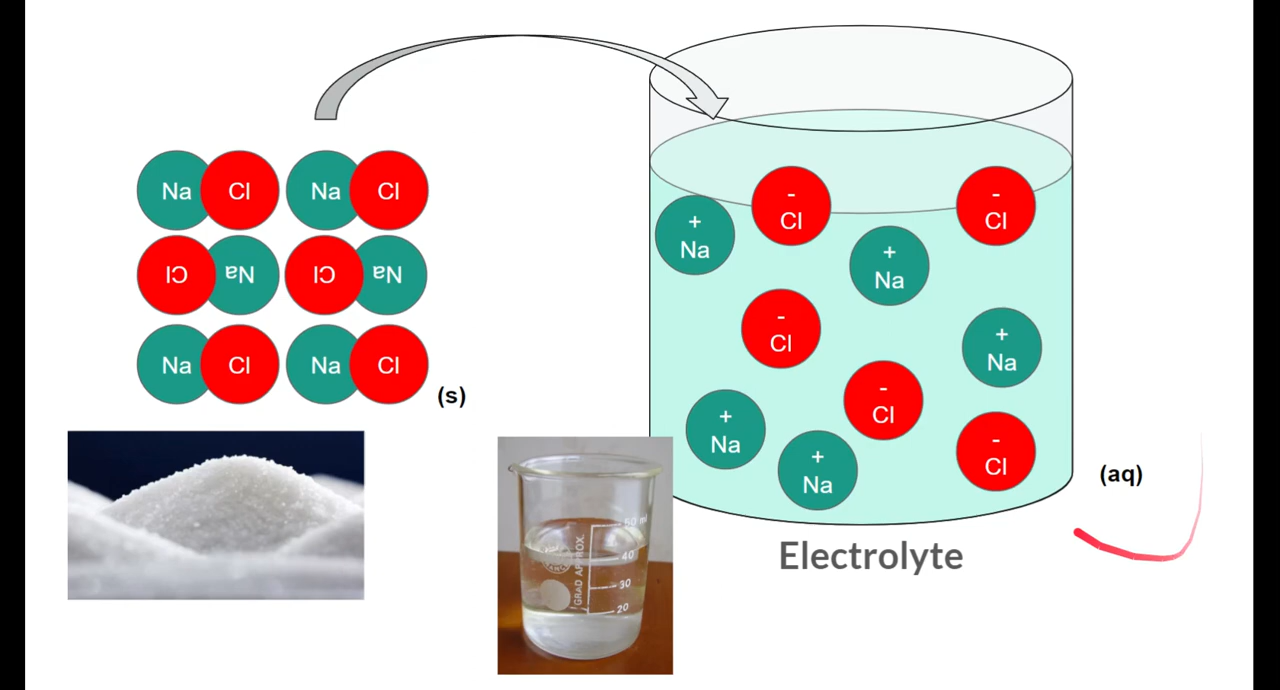 Na Cl Na Cl
Cl Na Cl Na
Na Cl Na Cl
(s)
-
Cl
-
Cl
+
Na
+
Na
-
Cl
+
Na
-
Cl
+
Na
-
Cl
+
Na
(aq)
Electrolyte
50 ml
40
30
20
GRAD APPROX.